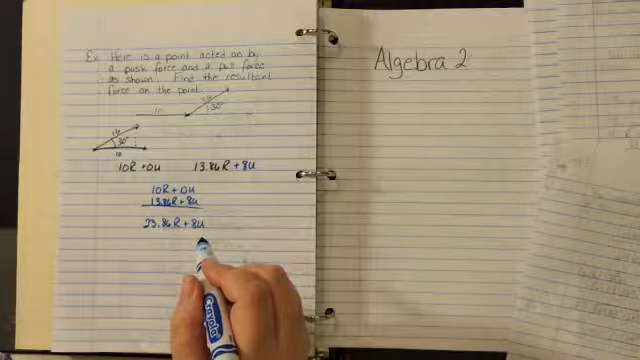 Ex: Here is a point acted on by
a push force and a pull force
as shown. Find the resultant
force on the point.
10 16 30°
16
30°
10
10R + 0U 13.86R + 8U
10R + 0U
13.86R + 8U
23.86R + 8U
Algebra 2
Crayola